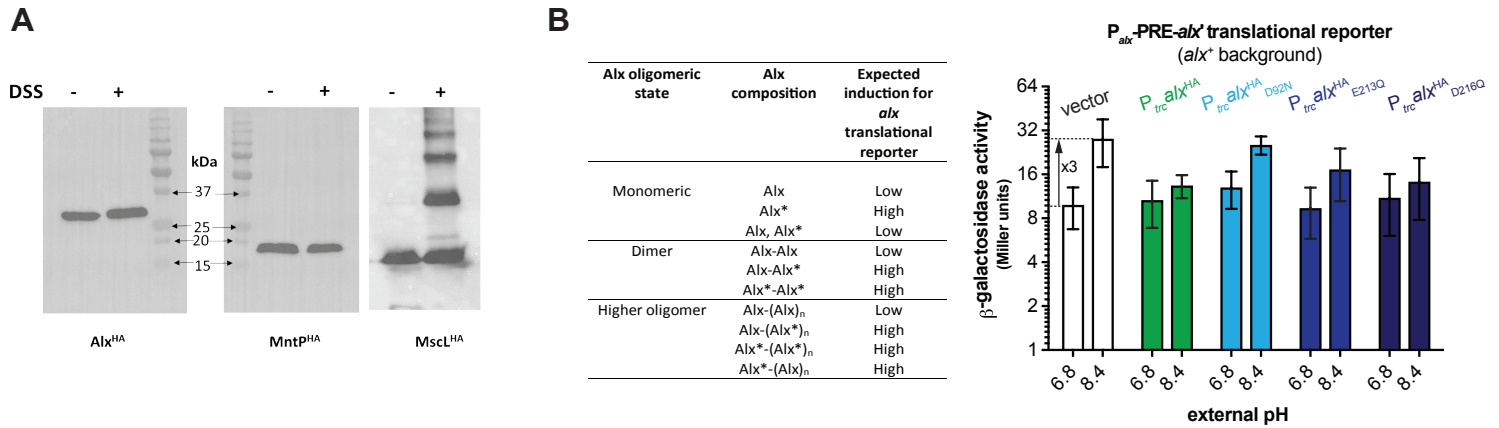 A
DSS - +
- +
- +
kDa
37
25
20
15
Alx^HA
MntP^HA
MscL^HA
B
Alx oligomeric state | Alx composition | Expected induction for alx translational reporter
Monomeric | Alx | Low
Alx* | High
Alx, Alx* | Low
Dimer | Alx-Alx | Low
Alx-Alx* | High
Alx*-Alx* | High
Higher oligomer | Alx-(Alx)n | Low
Alx-(Alx*)n | High
Alx*-(Alx*)n | High
Alx*-(Alx)n | High
P_alx-PRE-alx' translational reporter
(alx+ background)
β-galactosidase activity
(Miller units)
64
32
16
8
4
2
1
vector
P_trc alx^HA
P_trc alx^HA D92N
P_trc alx^HA E213Q
P_trc alx^HA D216Q
x3
6.8 8.4 6.8 8.4 6.8 8.4 6.8 8.4 6.8 8.4
external pH